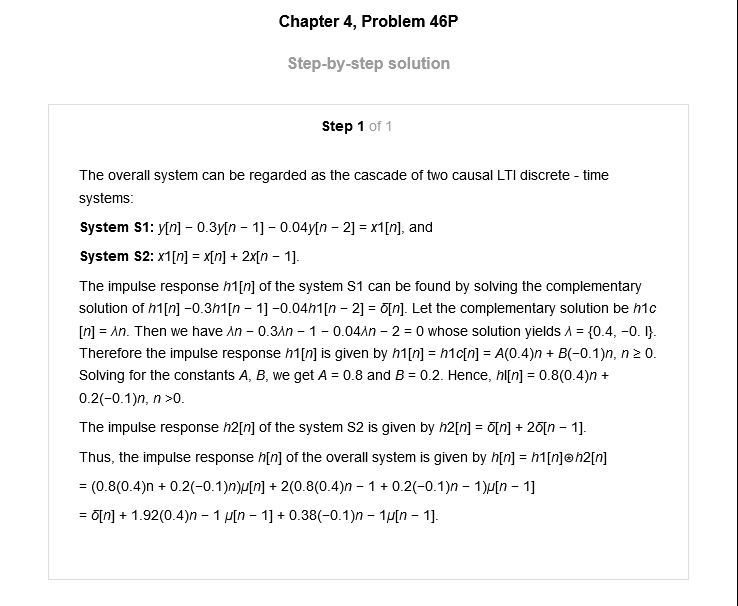 Chapter 4, Problem 46P
Step-by-step solution
Step 1 of 1
The overall system can be regarded as the cascade of two causal LTI discrete - time
systems:
System S1: y[n] − 0.3y[n − 1] − 0.04y[n − 2] = x1[n], and
System S2: x1[n] = x[n] + 2x[n − 1].
The impulse response h1[n] of the system S1 can be found by solving the complementary
solution of h1[n] −0.3h1[n − 1] −0.04h1[n − 2] = δ[n]. Let the complementary solution be h1c
[n] = λn. Then we have λn − 0.3λn − 1 − 0.04λn − 2 = 0 whose solution yields λ = {0.4, −0. l}.
Therefore the impulse response h1[n] is given by h1[n] = h1c[n] = A(0.4)n + B(−0.1)n, n ≥ 0.
Solving for the constants A, B, we get A = 0.8 and B = 0.2. Hence, hl[n] = 0.8(0.4)n +
0.2(−0.1)n, n >0.
The impulse response h2[n] of the system S2 is given by h2[n] = δ[n] + 2δ[n − 1].
Thus, the impulse response h[n] of the overall system is given by h[n] = h1[n]⊛h2[n]
= (0.8(0.4)n + 0.2(−0.1)n)μ[n] + 2(0.8(0.4)n − 1 + 0.2(−0.1)n − 1)μ[n − 1]
= δ[n] + 1.92(0.4)n − 1 μ[n − 1] + 0.38(−0.1)n − 1μ[n − 1].